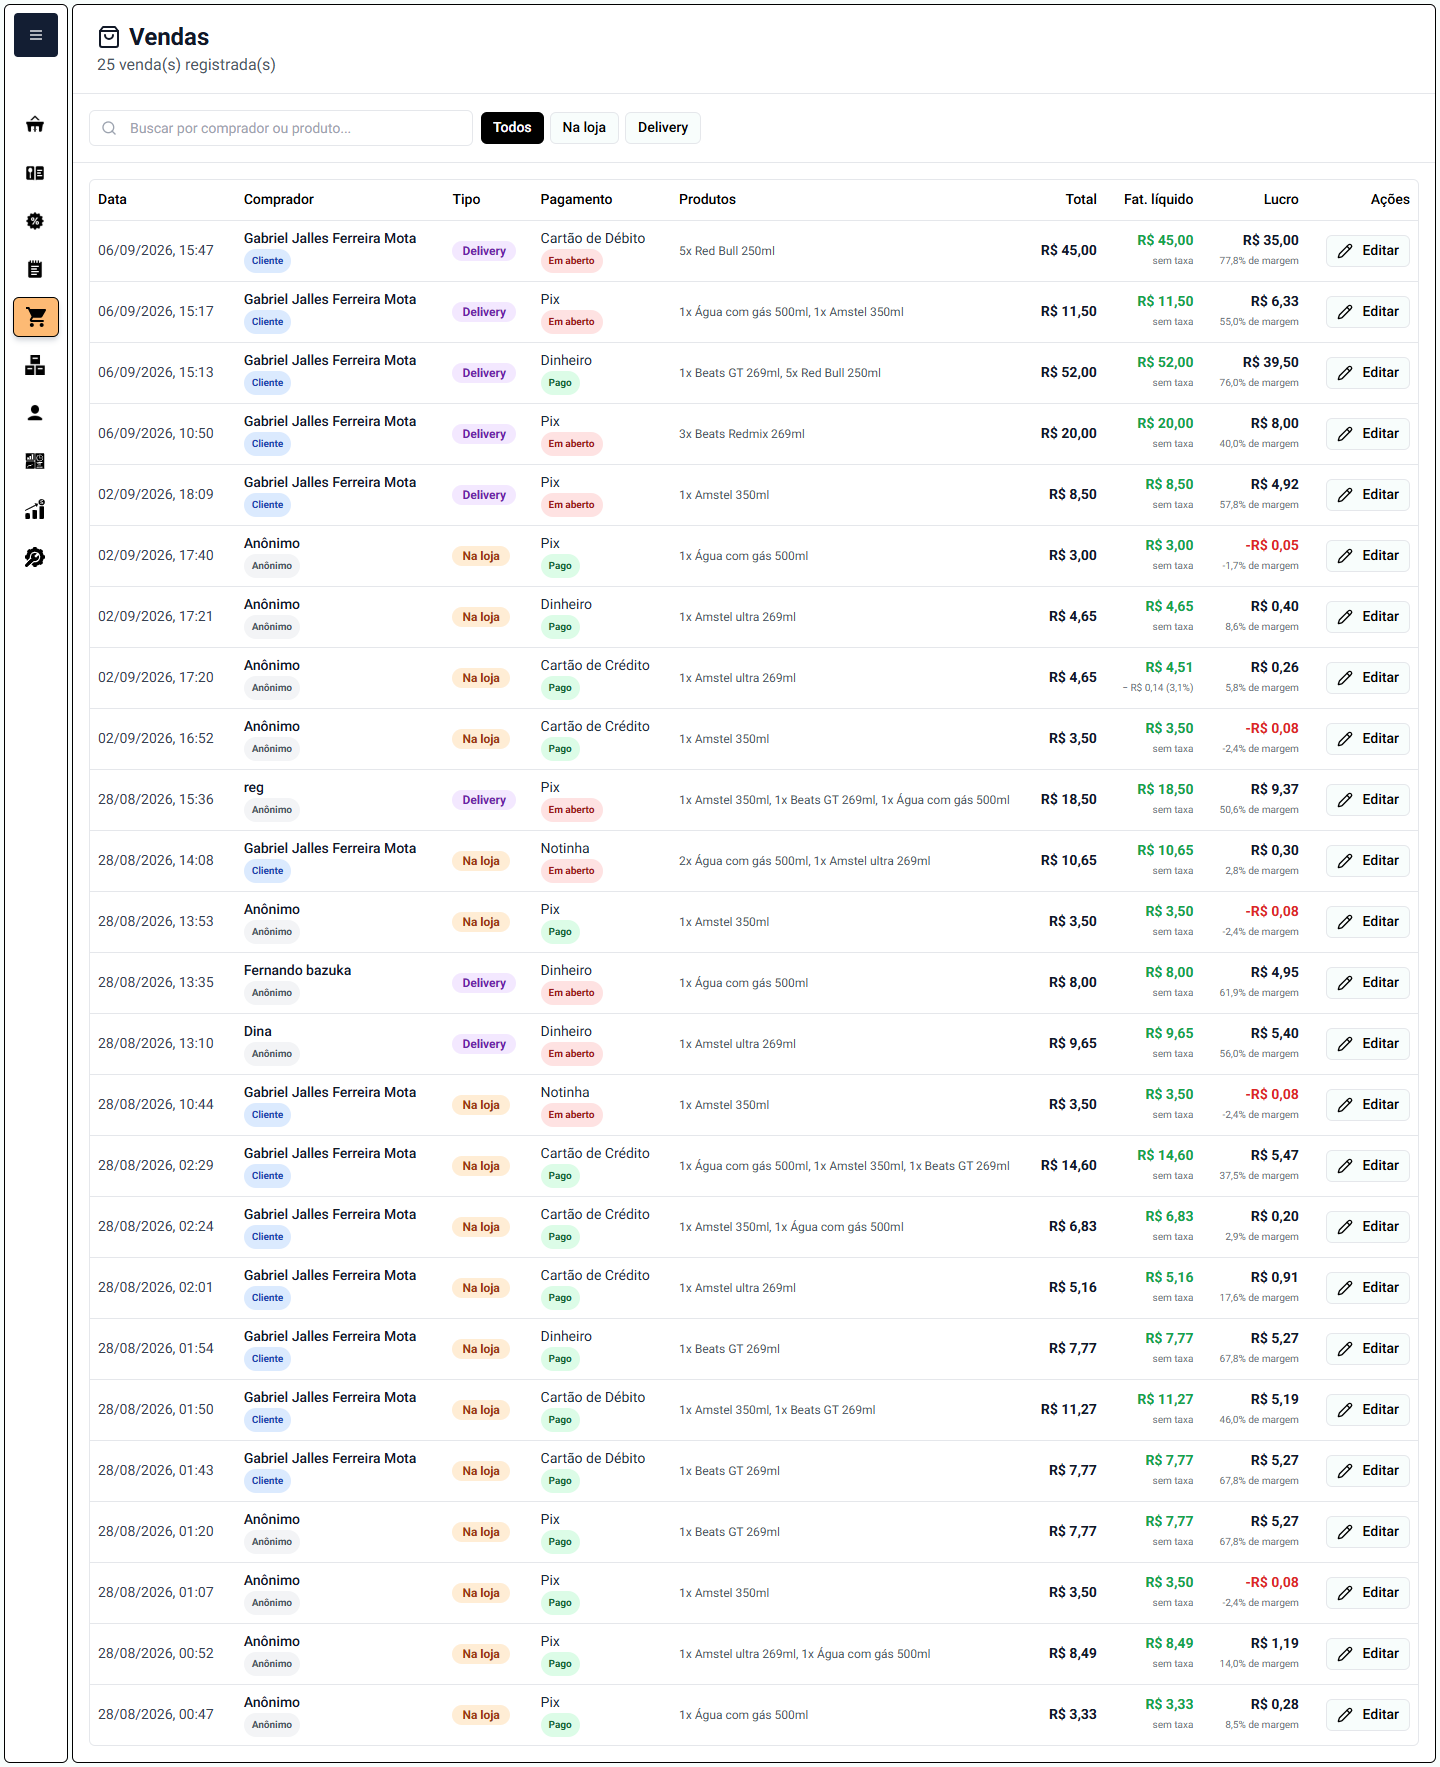 Vendas
25 venda(s) registrada(s)
Buscar por comprador ou produto...
Todos
Na loja
Delivery
Data Comprador Tipo Pagamento Produtos Total Fat. líquido Lucro Ações
06/09/2026, 15:47 Gabriel Jalles Ferreira Mota Delivery Cartão de Débito 5x Red Bull 250ml R$ 45,00 R$ 45,00 R$ 35,00 Editar
Cliente Em aberto sem taxa 77,8% de margem
06/09/2026, 15:17 Gabriel Jalles Ferreira Mota Delivery Pix 1x Água com gás 500ml, 1x Amstel 350ml R$ 11,50 R$ 11,50 R$ 6,33 Editar
Cliente Em aberto sem taxa 55,0% de margem
06/09/2026, 15:13 Gabriel Jalles Ferreira Mota Delivery Dinheiro 1x Beats GT 269ml, 5x Red Bull 250ml R$ 52,00 R$ 52,00 R$ 39,50 Editar
Cliente Pago sem taxa 76,0% de margem
06/09/2026, 10:50 Gabriel Jalles Ferreira Mota Delivery Pix 3x Beats Redmix 269ml R$ 20,00 R$ 20,00 R$ 8,00 Editar
Cliente Em aberto sem taxa 40,0% de margem
02/09/2026, 18:09 Gabriel Jalles Ferreira Mota Delivery Pix 1x Amstel 350ml R$ 8,50 R$ 8,50 R$ 4,92 Editar
Cliente Em aberto sem taxa 57,8% de margem
02/09/2026, 17:40 Anônimo Na loja Pix 1x Água com gás 500ml R$ 3,00 R$ 3,00 -R$ 0,05 Editar
Anônimo Pago sem taxa -1,7% de margem
02/09/2026, 17:21 Anônimo Na loja Dinheiro 1x Amstel ultra 269ml R$ 4,65 R$ 4,65 R$ 0,40 Editar
Anônimo Pago sem taxa 8,6% de margem
02/09/2026, 17:20 Anônimo Na loja Cartão de Crédito 1x Amstel ultra 269ml R$ 4,65 R$ 4,51 R$ 0,26 Editar
Anônimo Pago − R$ 0,14 (3,1%) 5,8% de margem
02/09/2026, 16:52 Anônimo Na loja Cartão de Crédito 1x Amstel 350ml R$ 3,50 R$ 3,50 -R$ 0,08 Editar
Anônimo Pago sem taxa -2,4% de margem
28/08/2026, 15:36 reg Delivery Pix 1x Amstel 350ml, 1x Beats GT 269ml, 1x Água com gás 500ml R$ 18,50 R$ 18,50 R$ 9,37 Editar
Anônimo Em aberto sem taxa 50,6% de margem
28/08/2026, 14:08 Gabriel Jalles Ferreira Mota Na loja Notinha 2x Água com gás 500ml, 1x Amstel ultra 269ml R$ 10,65 R$ 10,65 R$ 0,30 Editar
Cliente Em aberto sem taxa 2,8% de margem
28/08/2026, 13:53 Anônimo Na loja Pix 1x Amstel 350ml R$ 3,50 R$ 3,50 -R$ 0,08 Editar
Anônimo Pago sem taxa -2,4% de margem
28/08/2026, 13:35 Fernando bazuka Delivery Dinheiro 1x Água com gás 500ml R$ 8,00 R$ 8,00 R$ 4,95 Editar
Anônimo Em aberto sem taxa 61,9% de margem
28/08/2026, 13:10 Dina Delivery Dinheiro 1x Amstel ultra 269ml R$ 9,65 R$ 9,65 R$ 5,40 Editar
Anônimo Em aberto sem taxa 56,0% de margem
28/08/2026, 10:44 Gabriel Jalles Ferreira Mota Na loja Notinha 1x Amstel 350ml R$ 3,50 R$ 3,50 -R$ 0,08 Editar
Cliente Em aberto sem taxa -2,4% de margem
28/08/2026, 02:29 Gabriel Jalles Ferreira Mota Na loja Cartão de Crédito 1x Água com gás 500ml, 1x Amstel 350ml, 1x Beats GT 269ml R$ 14,60 R$ 14,60 R$ 5,47 Editar
Cliente Pago sem taxa 37,5% de margem
28/08/2026, 02:24 Gabriel Jalles Ferreira Mota Na loja Cartão de Crédito 1x Amstel 350ml, 1x Água com gás 500ml R$ 6,83 R$ 6,83 R$ 0,20 Editar
Cliente Pago sem taxa 2,9% de margem
28/08/2026, 02:01 Gabriel Jalles Ferreira Mota Na loja Cartão de Crédito 1x Amstel ultra 269ml R$ 5,16 R$ 5,16 R$ 0,91 Editar
Cliente Pago sem taxa 17,6% de margem
28/08/2026, 01:54 Gabriel Jalles Ferreira Mota Na loja Dinheiro 1x Beats GT 269ml R$ 7,77 R$ 7,77 R$ 5,27 Editar
Cliente Pago sem taxa 67,8% de margem
28/08/2026, 01:50 Gabriel Jalles Ferreira Mota Na loja Cartão de Débito 1x Amstel 350ml, 1x Beats GT 269ml R$ 11,27 R$ 11,27 R$ 5,19 Editar
Cliente Pago sem taxa 46,0% de margem
28/08/2026, 01:43 Gabriel Jalles Ferreira Mota Na loja Cartão de Débito 1x Beats GT 269ml R$ 7,77 R$ 7,77 R$ 5,27 Editar
Cliente Pago sem taxa 67,8% de margem
28/08/2026, 01:20 Anônimo Na loja Pix 1x Beats GT 269ml R$ 7,77 R$ 7,77 R$ 5,27 Editar
Anônimo Pago sem taxa 67,8% de margem
28/08/2026, 01:07 Anônimo Na loja Pix 1x Amstel 350ml R$ 3,50 R$ 3,50 -R$ 0,08 Editar
Anônimo Pago sem taxa -2,4% de margem
28/08/2026, 00:52 Anônimo Na loja Pix 1x Amstel ultra 269ml, 1x Água com gás 500ml R$ 8,49 R$ 8,49 R$ 1,19 Editar
Anônimo Pago sem taxa 14,0% de margem
28/08/2026, 00:47 Anônimo Na loja Pix 1x Água com gás 500ml R$ 3,33 R$ 3,33 R$ 0,28 Editar
Anônimo Pago sem taxa 8,5% de margem